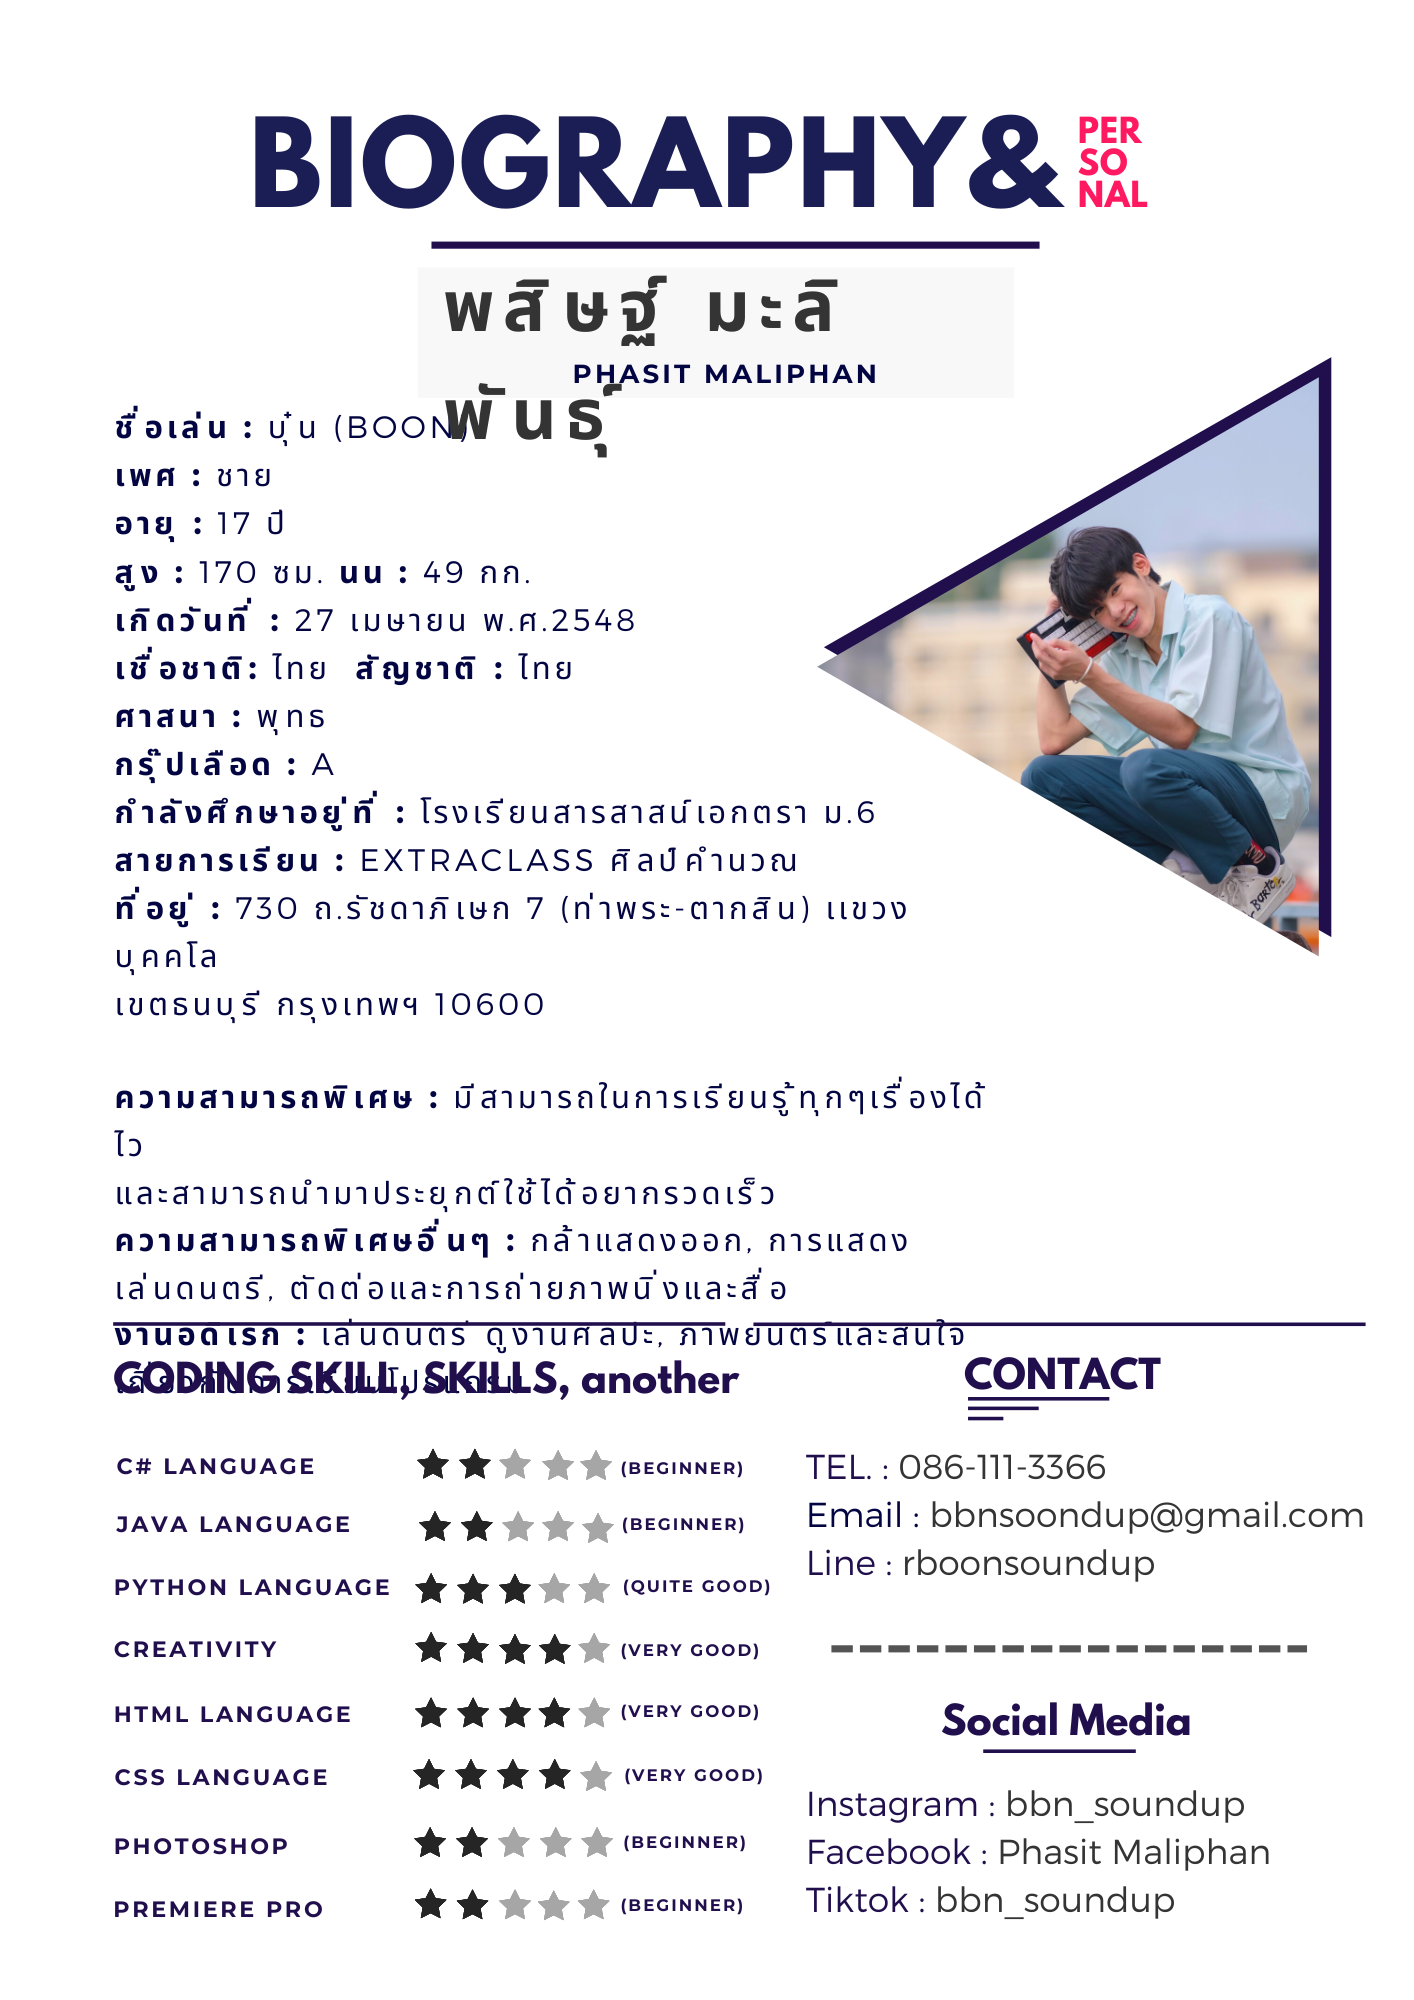 BIOGRAPHY&
PER
SO
NAL
พสิษฐ์ มะลิ
พันธุ์
PHASIT MALIPHAN
ชื่อเล่น : บุ๋น (BOON)
เพศ : ชาย
อายุ : 17 ปี
สูง : 170 ซม. นน : 49 กก.
เกิดวันที่ : 27 เมษายน พ.ศ.2548
เชื่อชาติ: ไทย สัญชาติ : ไทย
ศาสนา : พุทธ
กรุ๊ปเลือด : A
กำลังศึกษาอยู่ที่ : โรงเรียนสารสาสน์เอกตรา ม.6
สายการเรียน : EXTRACLASS ศิลป์คำนวณ
ที่อยู่ : 730 ถ.รัชดาภิเษก 7 (ท่าพระ-ตากสิน) แขวง
บุคคโล
เขตธนบุรี กรุงเทพฯ 10600
ความสามารถพิเศษ : มีสามารถในการเรียนรู้ทุกๆเรื่องได้
ไว
และสามารถนำมาประยุกต์ใช้ได้อยากรวดเร็ว
ความสามารถพิเศษอื่นๆ : กล้าแสดงออก, การแสดง
เล่นดนตรี, ตัดต่อและการถ่ายภาพนิ่งและสื่อ
งานอดิเรก : เล่นดนตรี ดูงานศิลปะ, ภาพยนตร์และสนใจ
เกี่ยวกับการเขียนโปรแกรม
CODING SKILL, SKILLS, another
C# LANGUAGE (BEGINNER)
JAVA LANGUAGE (BEGINNER)
PYTHON LANGUAGE (QUITE GOOD)
CREATIVITY (VERY GOOD)
HTML LANGUAGE (VERY GOOD)
CSS LANGUAGE (VERY GOOD)
PHOTOSHOP (BEGINNER)
PREMIERE PRO (BEGINNER)
CONTACT
TEL. : 086-111-3366
Email : bbnsoondup@gmail.com
Line : rboonsoundup
Social Media
Instagram : bbn_soundup
Facebook : Phasit Maliphan
Tiktok : bbn_soundup